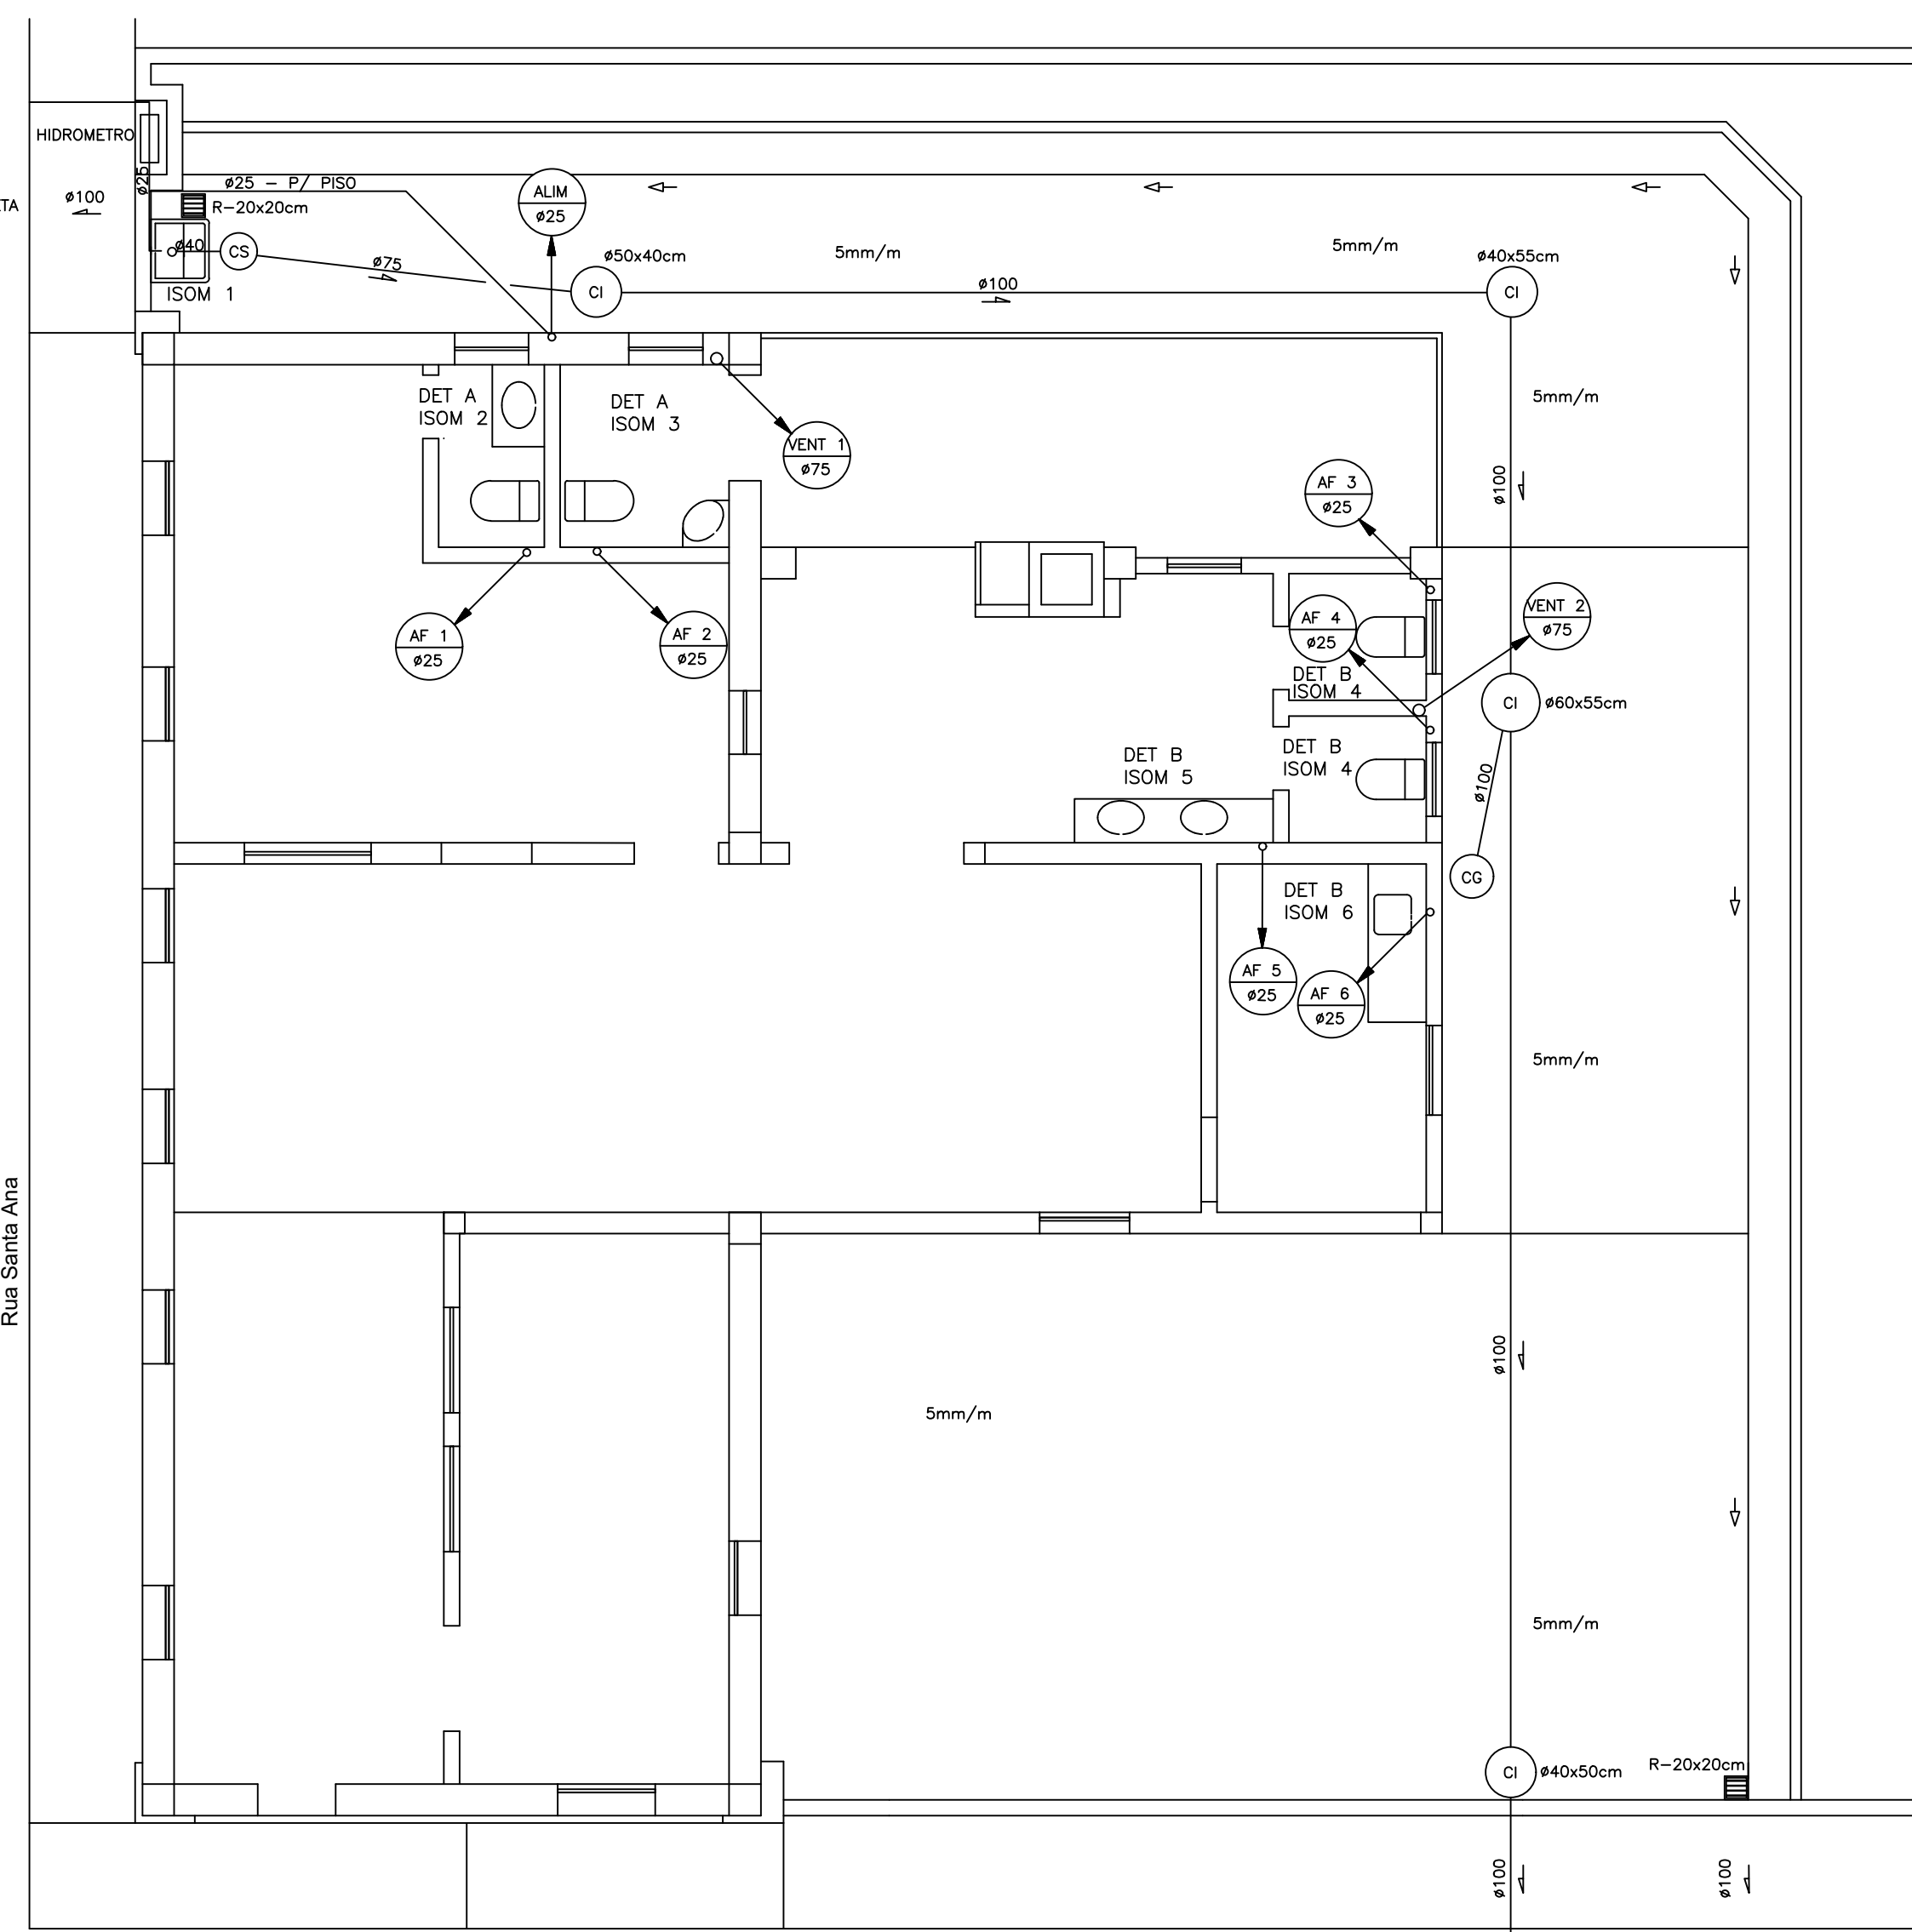 HIDROMETRO
ø25
ø25 - P/ PISO
ø100
TA
R-20x20cm
ALIM
ø25
ø40
CS
ISOM 1
ø75
ø50x40cm
CI
5mm/m
ø100
5mm/m
ø40x55cm
CI
DET A
ISOM 2
DET A
ISOM 3
VENT 1
ø75
5mm/m
ø100
AF 3
ø25
AF 1
ø25
AF 2
ø25
AF 4
ø25
VENT 2
ø75
DET B
ISOM 4
CI
ø60x55cm
DET B
ISOM 5
DET B
ISOM 4
ø100
CG
DET B
ISOM 6
AF 5
ø25
AF 6
ø25
5mm/m
Rua Santa Ana
ø100
5mm/m
5mm/m
CI
ø40x50cm
R-20x20cm
ø100
ø100